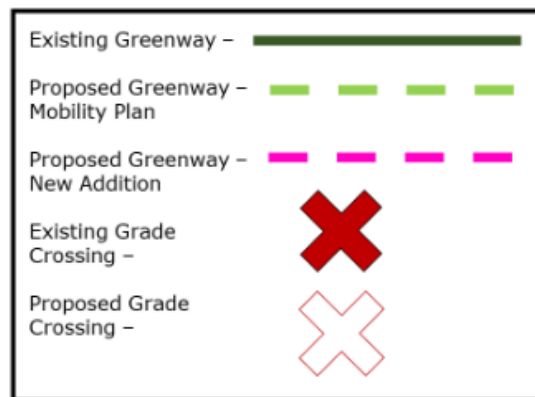 Existing Greenway –
Proposed Greenway –
Mobility Plan
Proposed Greenway –
New Addition
Existing Grade
Crossing –
Proposed Grade
Crossing –